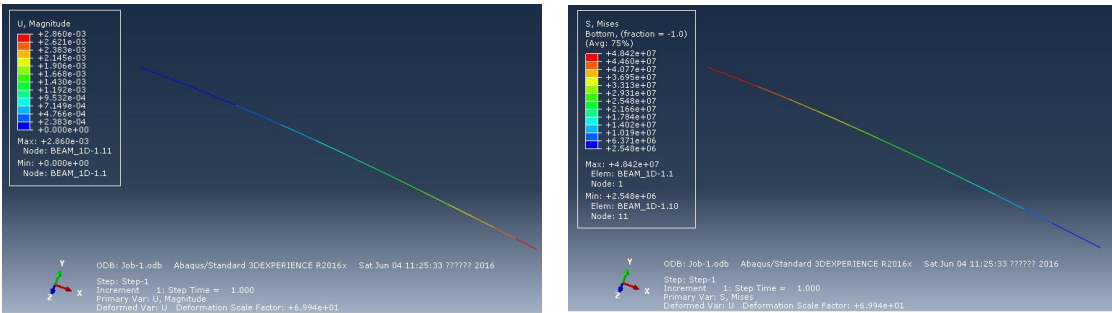 U, Magnitude
+2.860e-03
+2.621e-03
+2.383e-03
+2.145e-03
+1.906e-03
+1.668e-03
+1.430e-03
+1.192e-03
+9.532e-04
+7.149e-04
+4.766e-04
+2.383e-04
+0.000e+00
Max: +2.860e-03
Node: BEAM_1D-1.11
Min: +0.000e+00
Node: BEAM_1D-1.1
Y
Z
X
ODB: Job-1.odb Abaqus/Standard 3DEXPERIENCE R2016x Sat Jun 04 11:25:33 ?????? 2016
Step: Step-1
Increment 1: Step Time = 1.000
Primary Var: U, Magnitude
Deformed Var: U Deformation Scale Factor: +6.994e+01
S, Mises
Bottom, (fraction = -1.0)
(Avg: 75%)
+4.842e+07
+4.460e+07
+4.077e+07
+3.695e+07
+3.313e+07
+2.931e+07
+2.548e+07
+2.166e+07
+1.784e+07
+1.402e+07
+1.019e+07
+6.371e+06
+2.548e+06
Max: +4.842e+07
Elem: BEAM_1D-1.1
Node: 1
Min: +2.548e+06
Elem: BEAM_1D-1.10
Node: 11
Y
Z
X
ODB: Job-1.odb Abaqus/Standard 3DEXPERIENCE R2016x Sat Jun 04 11:25:33 ?????? 2016
Step: Step-1
Increment 1: Step Time = 1.000
Primary Var: S, Mises
Deformed Var: U Deformation Scale Factor: +6.994e+01